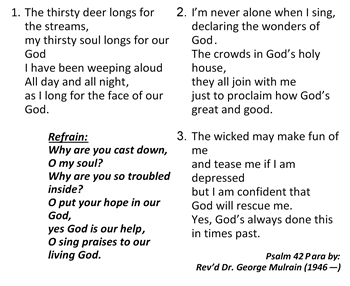 1. The thirsty deer longs for
the streams,
my thirsty soul longs for our
God
I have been weeping aloud
All day and all night,
as I long for the face of our
God.
Refrain:
Why are you cast down,
O my soul?
Why are you so troubled
inside?
O put your hope in our
God,
yes God is our help,
O sing praises to our
living God.
2. I'm never alone when I sing,
declaring the wonders of
God.
The crowds in God's holy
house,
they all join with me
just to proclaim how God's
great and good.
3. The wicked may make fun of
me
and tease me if I am
depressed
but I am confident that
God will rescue me.
Yes, God's always done this
in times past.
Psalm 42 Para by:
Rev'd Dr. George Mulrain (1946 —)